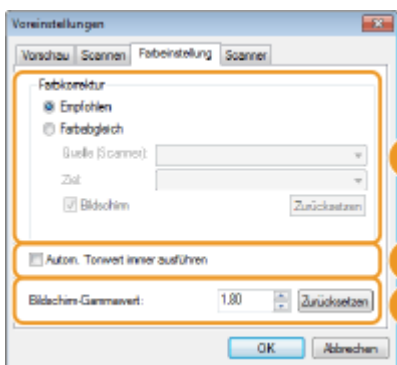 Voreinstellungen
Vorschau Scannen Farbeinstellung Scanner
Farbkorrektur
Empfohlen
Farbabgleich
Quelle (Scanner):
Ziel:
Bildschirm Zurücksetzen
Autom. Tonwert immer ausführen
Bildschirm-Gammawert: 1,80 Zurücksetzen
OK Abbrechen